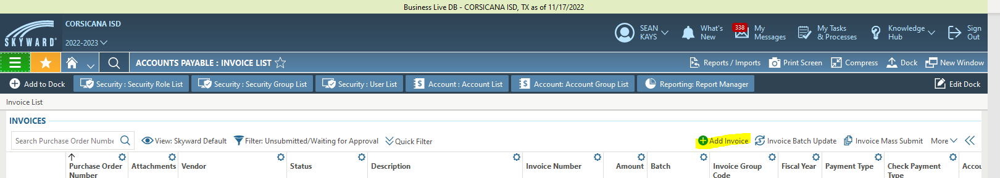 Business Live DB - CORSICANA ISD, TX as of 11/17/2022
SKYWARD
CORSICANA ISD
2022-2023
SEAN KAYS
What's New
338
My Messages
My Tasks & Processes
Knowledge Hub
Sign Out
ACCOUNTS PAYABLE : INVOICE LIST
Reports / Imports
Print Screen
Compress
Dock
New Window
Add to Dock
Security : Security Role List
Security : Security Group List
Security : User List
Account : Account List
Account: Account Group List
Reporting: Report Manager
Edit Dock
Invoice List
INVOICES
Search Purchase Order Numbe
View: Skyward Default
Filter: Unsubmitted/Waiting for Approval
Quick Filter
Add Invoice
Invoice Batch Update
Invoice Mass Submit
More
Purchase Order Number
Attachments
Vendor
Status
Description
Invoice Number
Amount
Batch
Invoice Group Code
Fiscal Year
Payment Type
Check Payment Type
Accou